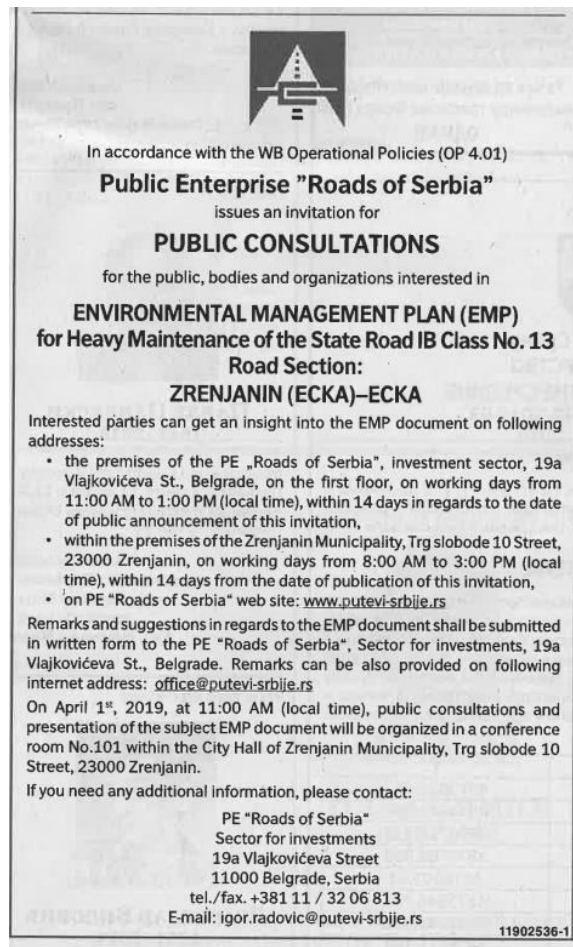 In accordance with the WB Operational Policies (OP 4.01)
Public Enterprise "Roads of Serbia"
issues an invitation for
PUBLIC CONSULTATIONS
for the public, bodies and organizations interested in
ENVIRONMENTAL MANAGEMENT PLAN (EMP)
for Heavy Maintenance of the State Road IB Class No. 13
Road Section:
ZRENJANIN (ECKA)–ECKA
Interested parties can get an insight into the EMP document on following
addresses:
• the premises of the PE „Roads of Serbia", investment sector, 19a
Vlajkovićeva St., Belgrade, on the first floor, on working days from
11:00 AM to 1:00 PM (local time), within 14 days in regards to the date
of public announcement of this invitation,
• within the premises of the Zrenjanin Municipality, Trg slobode 10 Street,
23000 Zrenjanin, on working days from 8:00 AM to 3:00 PM (local
time), within 14 days from the date of publication of this invitation,
• on PE "Roads of Serbia" web site: www.putevi-srbije.rs
Remarks and suggestions in regards to the EMP document shall be submitted
in written form to the PE "Roads of Serbia", Sector for investments, 19a
Vlajkovićeva St., Belgrade. Remarks can be also provided on following
internet address: office@putevi-srbije.rs
On April 1st, 2019, at 11:00 AM (local time), public consultations and
presentation of the subject EMP document will be organized in a conference
room No.101 within the City Hall of Zrenjanin Municipality, Trg slobode 10
Street, 23000 Zrenjanin.
If you need any additional information, please contact:
PE "Roads of Serbia"
Sector for investments
19a Vlajkovićeva Street
11000 Belgrade, Serbia
tel./fax. +381 11 / 32 06 813
E-mail: igor.radovic@putevi-srbije.rs
11902536-1